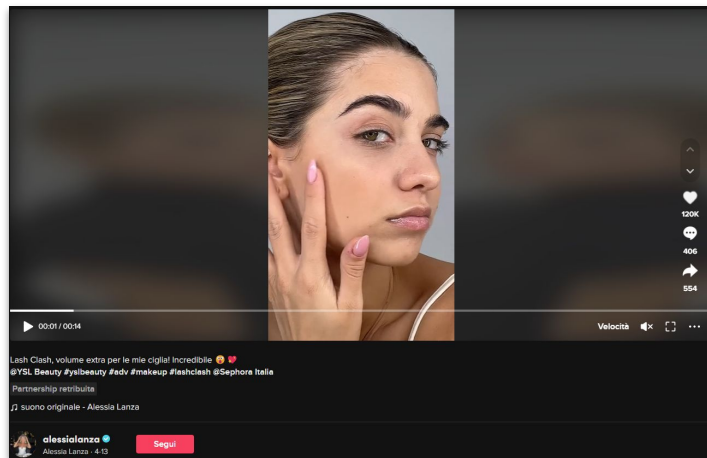 120K
406
554
00:01 / 00:14
Velocità
Lash Clash, volume extra per le mie ciglia! Incredibile 😱 💖
@YSL Beauty #yslbeauty #adv #makeup #lashclash @Sephora Italia
Partnership retribuita
♫ suono originale - Alessia Lanza
alessialanza
Alessia Lanza · 4-13
Segui